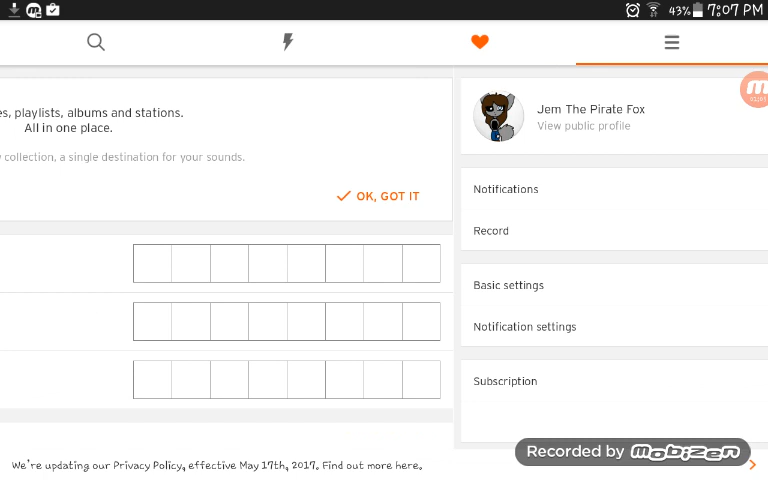 43% 7:07 PM
es, playlists, albums and stations.
All in one place.
collection, a single destination for your sounds.
OK, GOT IT
Jem The Pirate Fox
View public profile
Notifications
Record
Basic settings
Notification settings
Subscription
We're updating our Privacy Policy, effective May 17th, 2017. Find out more here.
Recorded by mobizen